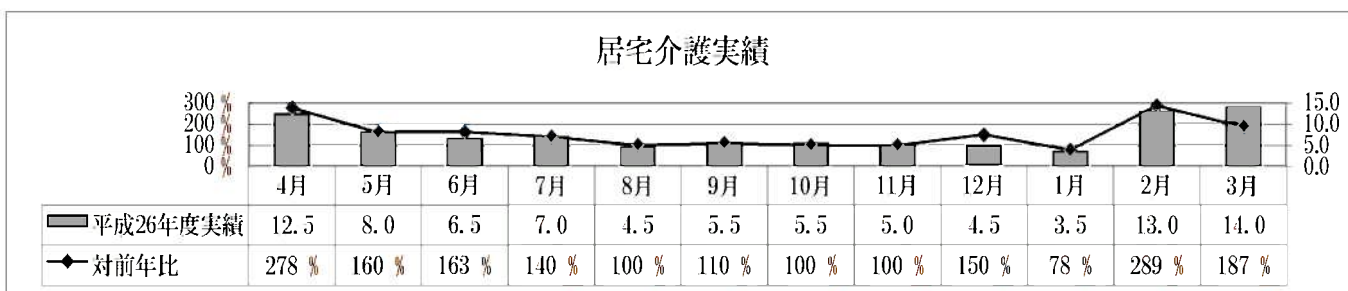 居宅介護実績
300 %
200 %
100 %
0 %
15.0
10.0
5.0
0.0
4月 5月 6月 7月 8月 9月 10月 11月 12月 1月 2月 3月
平成26年度実績 12.5 8.0 6.5 7.0 4.5 5.5 5.5 5.0 4.5 3.5 13.0 14.0
対前年比 278 % 160 % 163 % 140 % 100 % 110 % 100 % 100 % 150 % 78 % 289 % 187 %